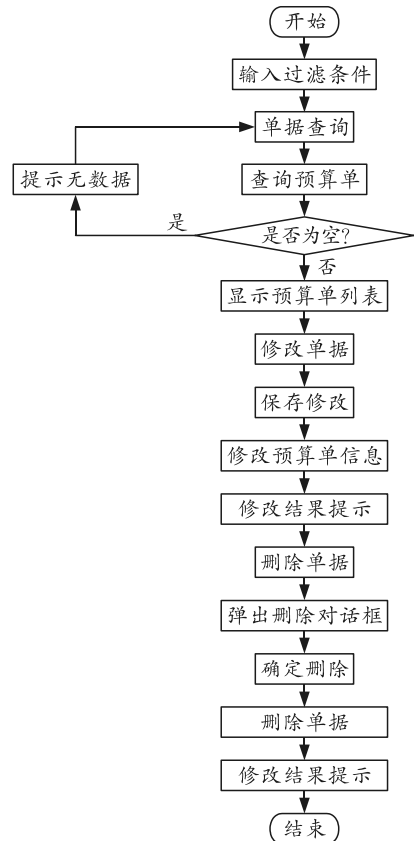 开始
输入过滤条件
单据查询
提示无数据
查询预算单
是
是否为空?
否
显示预算单列表
修改单据
保存修改
修改预算单信息
修改结果提示
删除单据
弹出删除对话框
确定删除
删除单据
修改结果提示
结束